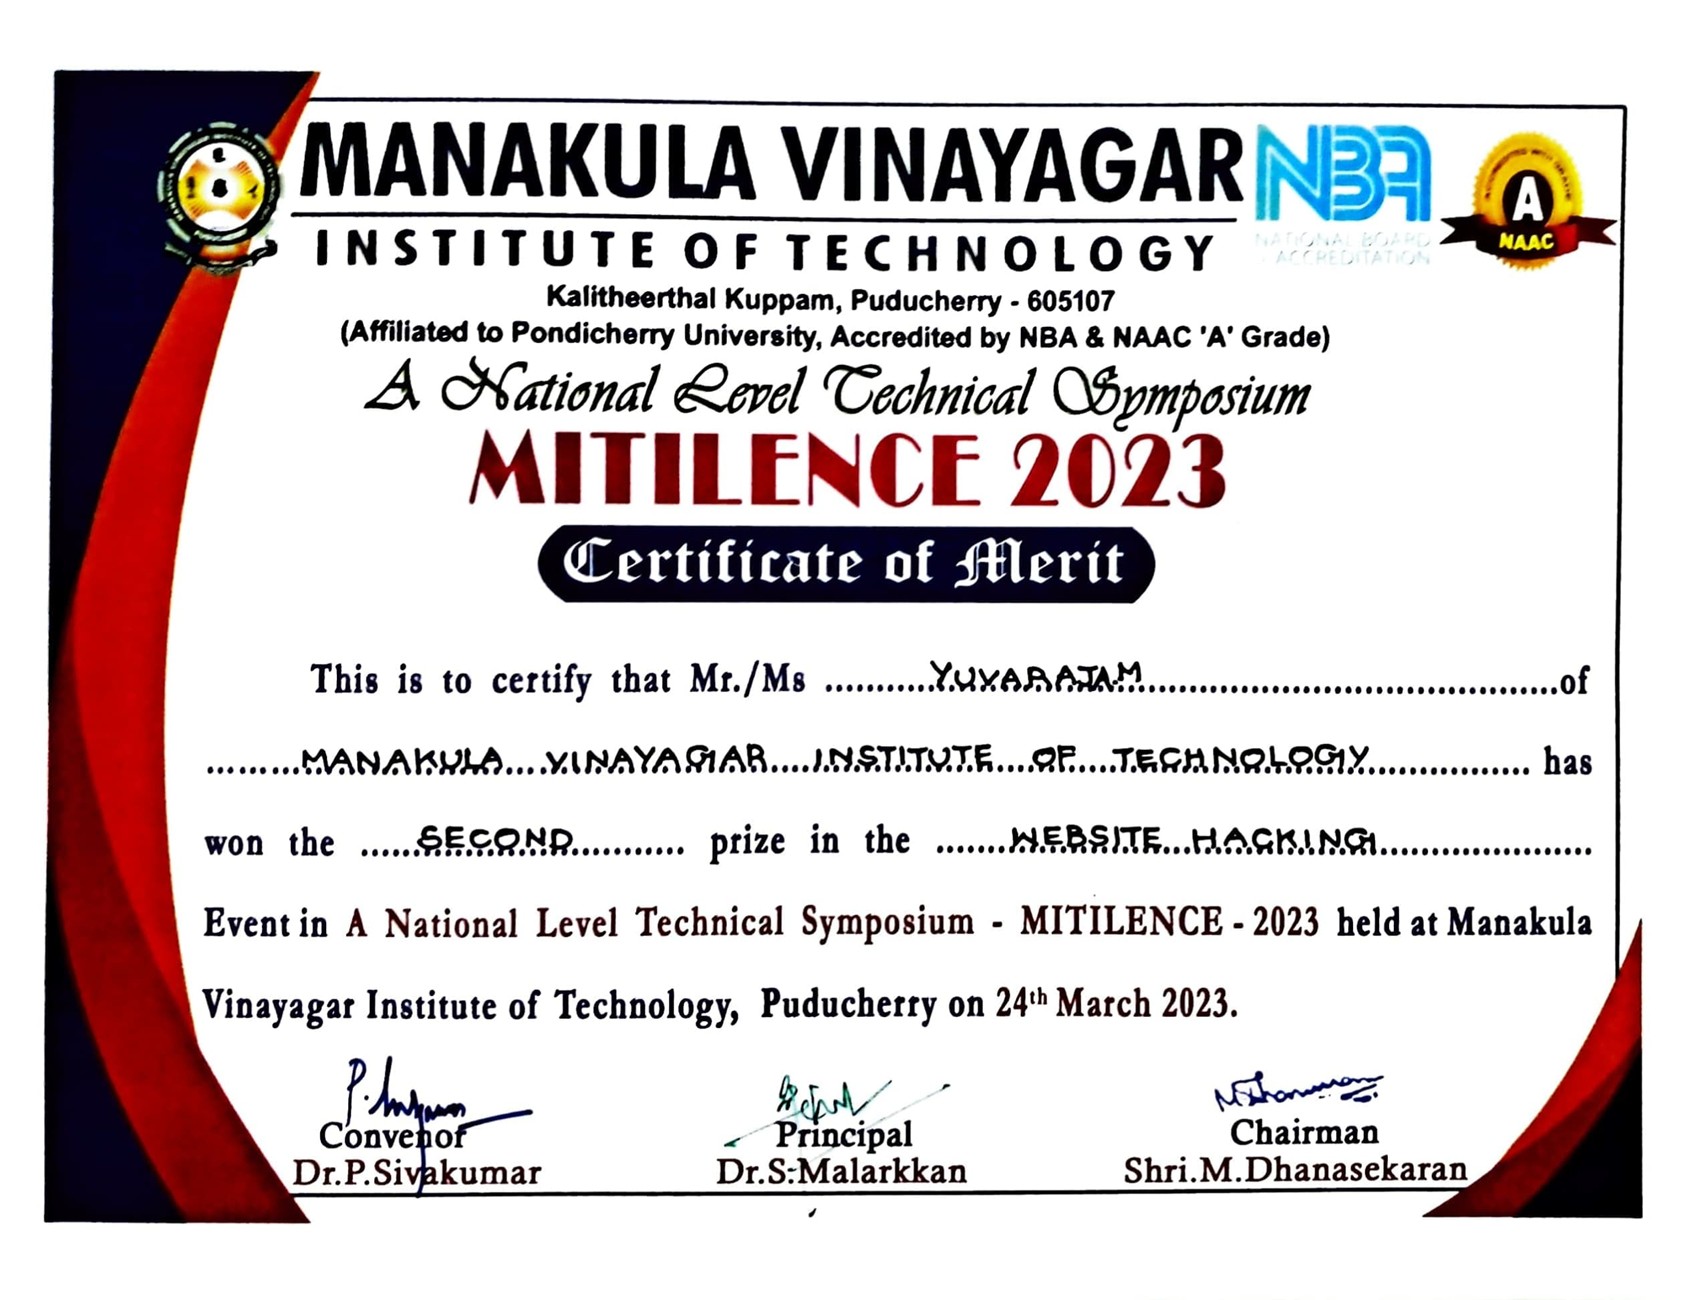 MANAKULA VINAYAGAR
INSTITUTE OF TECHNOLOGY
NBA
NATIONAL BOARD
ACCREDITATION
A
NAAC
Kalitheerthal Kuppam, Puducherry - 605107
(Affiliated to Pondicherry University, Accredited by NBA & NAAC 'A' Grade)
A National Level Technical Symposium
MITILENCE 2023
Certificate of Merit
This is to certify that Mr./Ms ..........YUVARAJAM..........of
.........MANAKULA....VINAYAGAR....INSTITUTE....OF....TECHNOLOGY................ has
won the ......SECOND........... prize in the .......WEBSITE...HACKING.......................
Event in A National Level Technical Symposium - MITILENCE - 2023 held at Manakula
Vinayagar Institute of Technology, Puducherry on 24th March 2023.
Convenor Principal Chairman
Dr.P.Sivakumar Dr.S.Malarkkan Shri.M.Dhanasekaran